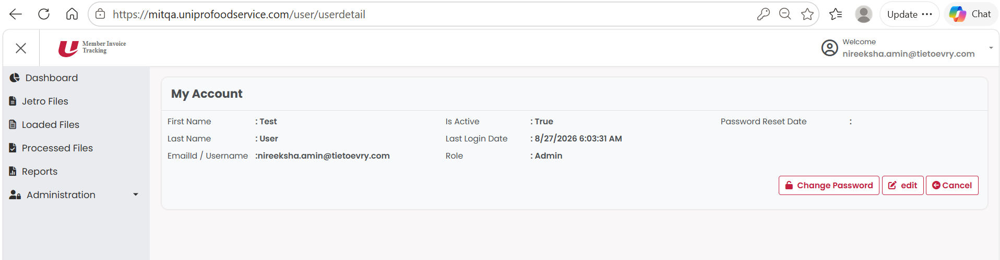 https://mitqa.uniprofoodservice.com/user/userdetail
Update
Chat
Member Invoice
Tracking
Welcome
nireeksha.amin@tietoevry.com
Dashboard
Jetro Files
Loaded Files
Processed Files
Reports
Administration
My Account
First Name : Test Is Active : True Password Reset Date :
Last Name : User Last Login Date : 8/27/2026 6:03:31 AM
EmailId / Username :nireeksha.amin@tietoevry.com Role : Admin
Change Password edit Cancel